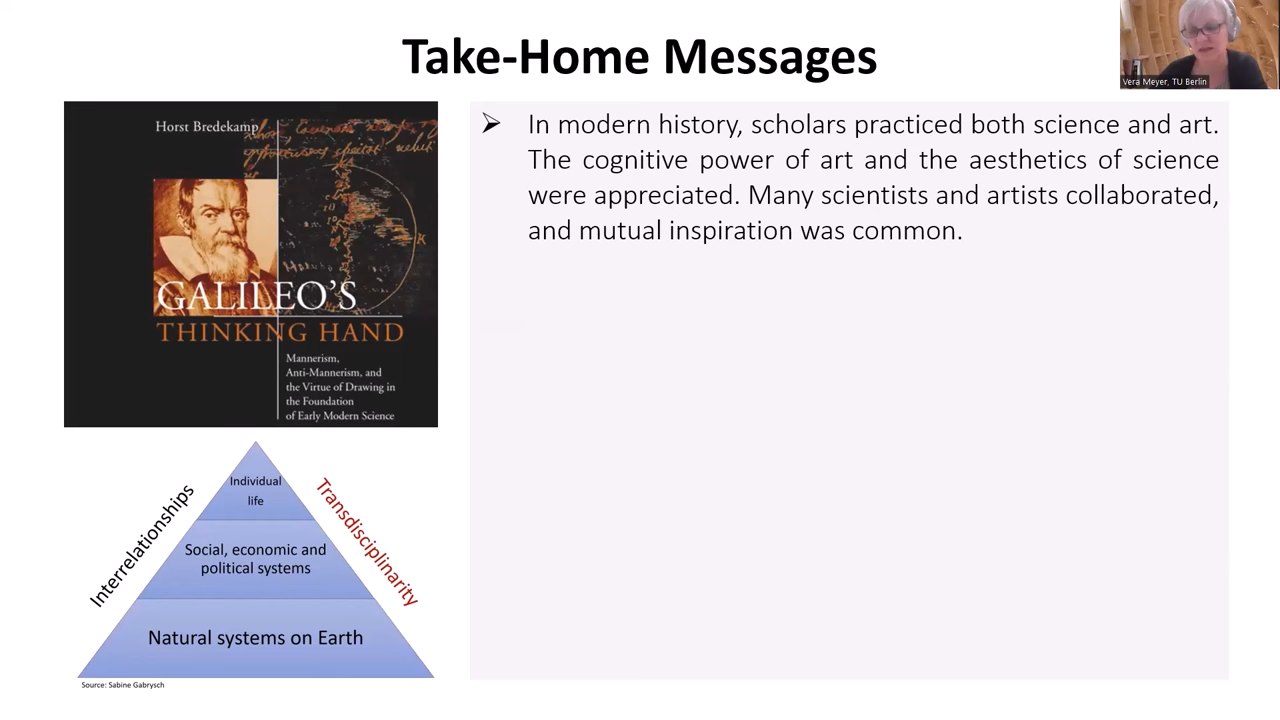 Take-Home Messages
Vera Meyer, TU Berlin
Horst Bredekamp
GALILEO'S
THINKING HAND
Mannerism,
Anti-Mannerism, and
the Virtue of Drawing in
the Foundation
of Early Modern Science
➢ In modern history, scholars practiced both science and art.
The cognitive power of art and the aesthetics of science
were appreciated. Many scientists and artists collaborated,
and mutual inspiration was common.
Interrelationships
Transdisciplinarity
Individual
life
Social, economic and
political systems
Natural systems on Earth
Source: Sabine Gabrysch